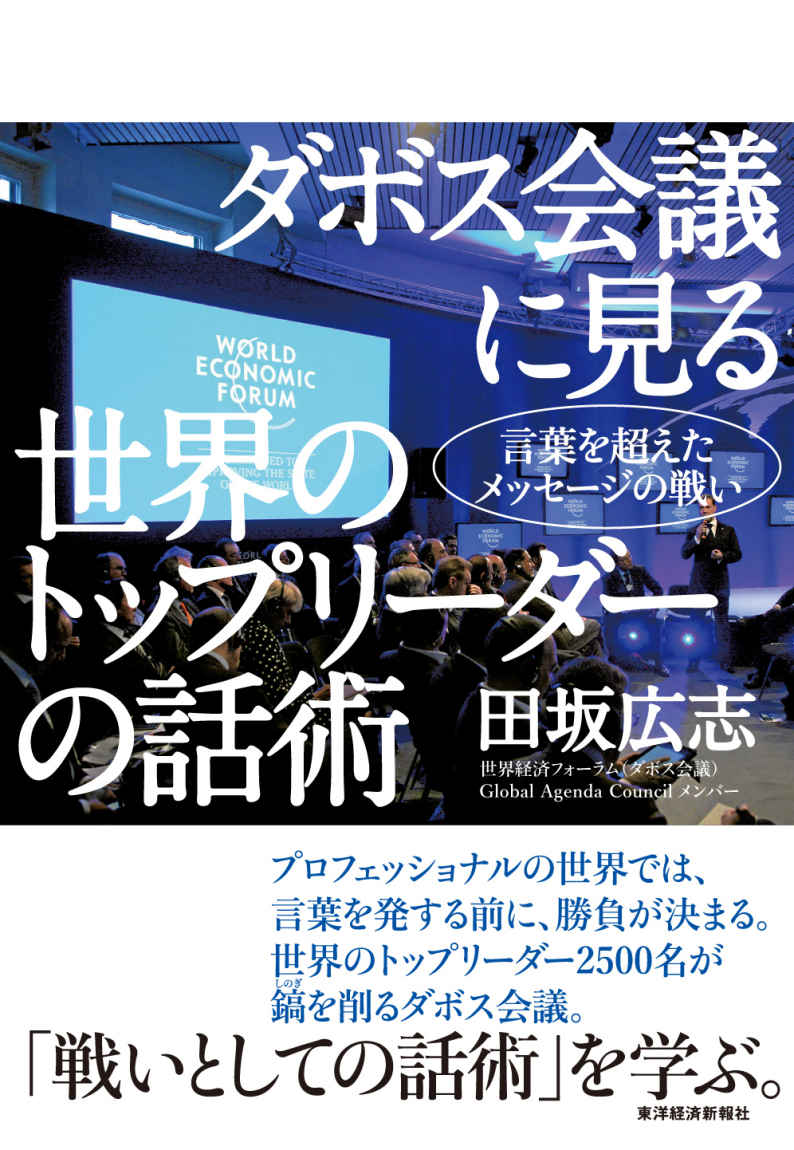 ダボス会議
に見る
世界の
トップリーダー
の話術
言葉を超えた
メッセージの戦い
WORLD
ECONOMIC
FORUM
田坂広志
世界経済フォーラム(ダボス会議)
Global Agenda Council メンバー
プロフェッショナルの世界では、
言葉を発する前に、勝負が決まる。
世界のトップリーダー2500名が
しのぎ
鎬を削るダボス会議。
「戦いとしての話術」を学ぶ。
東洋経済新報社